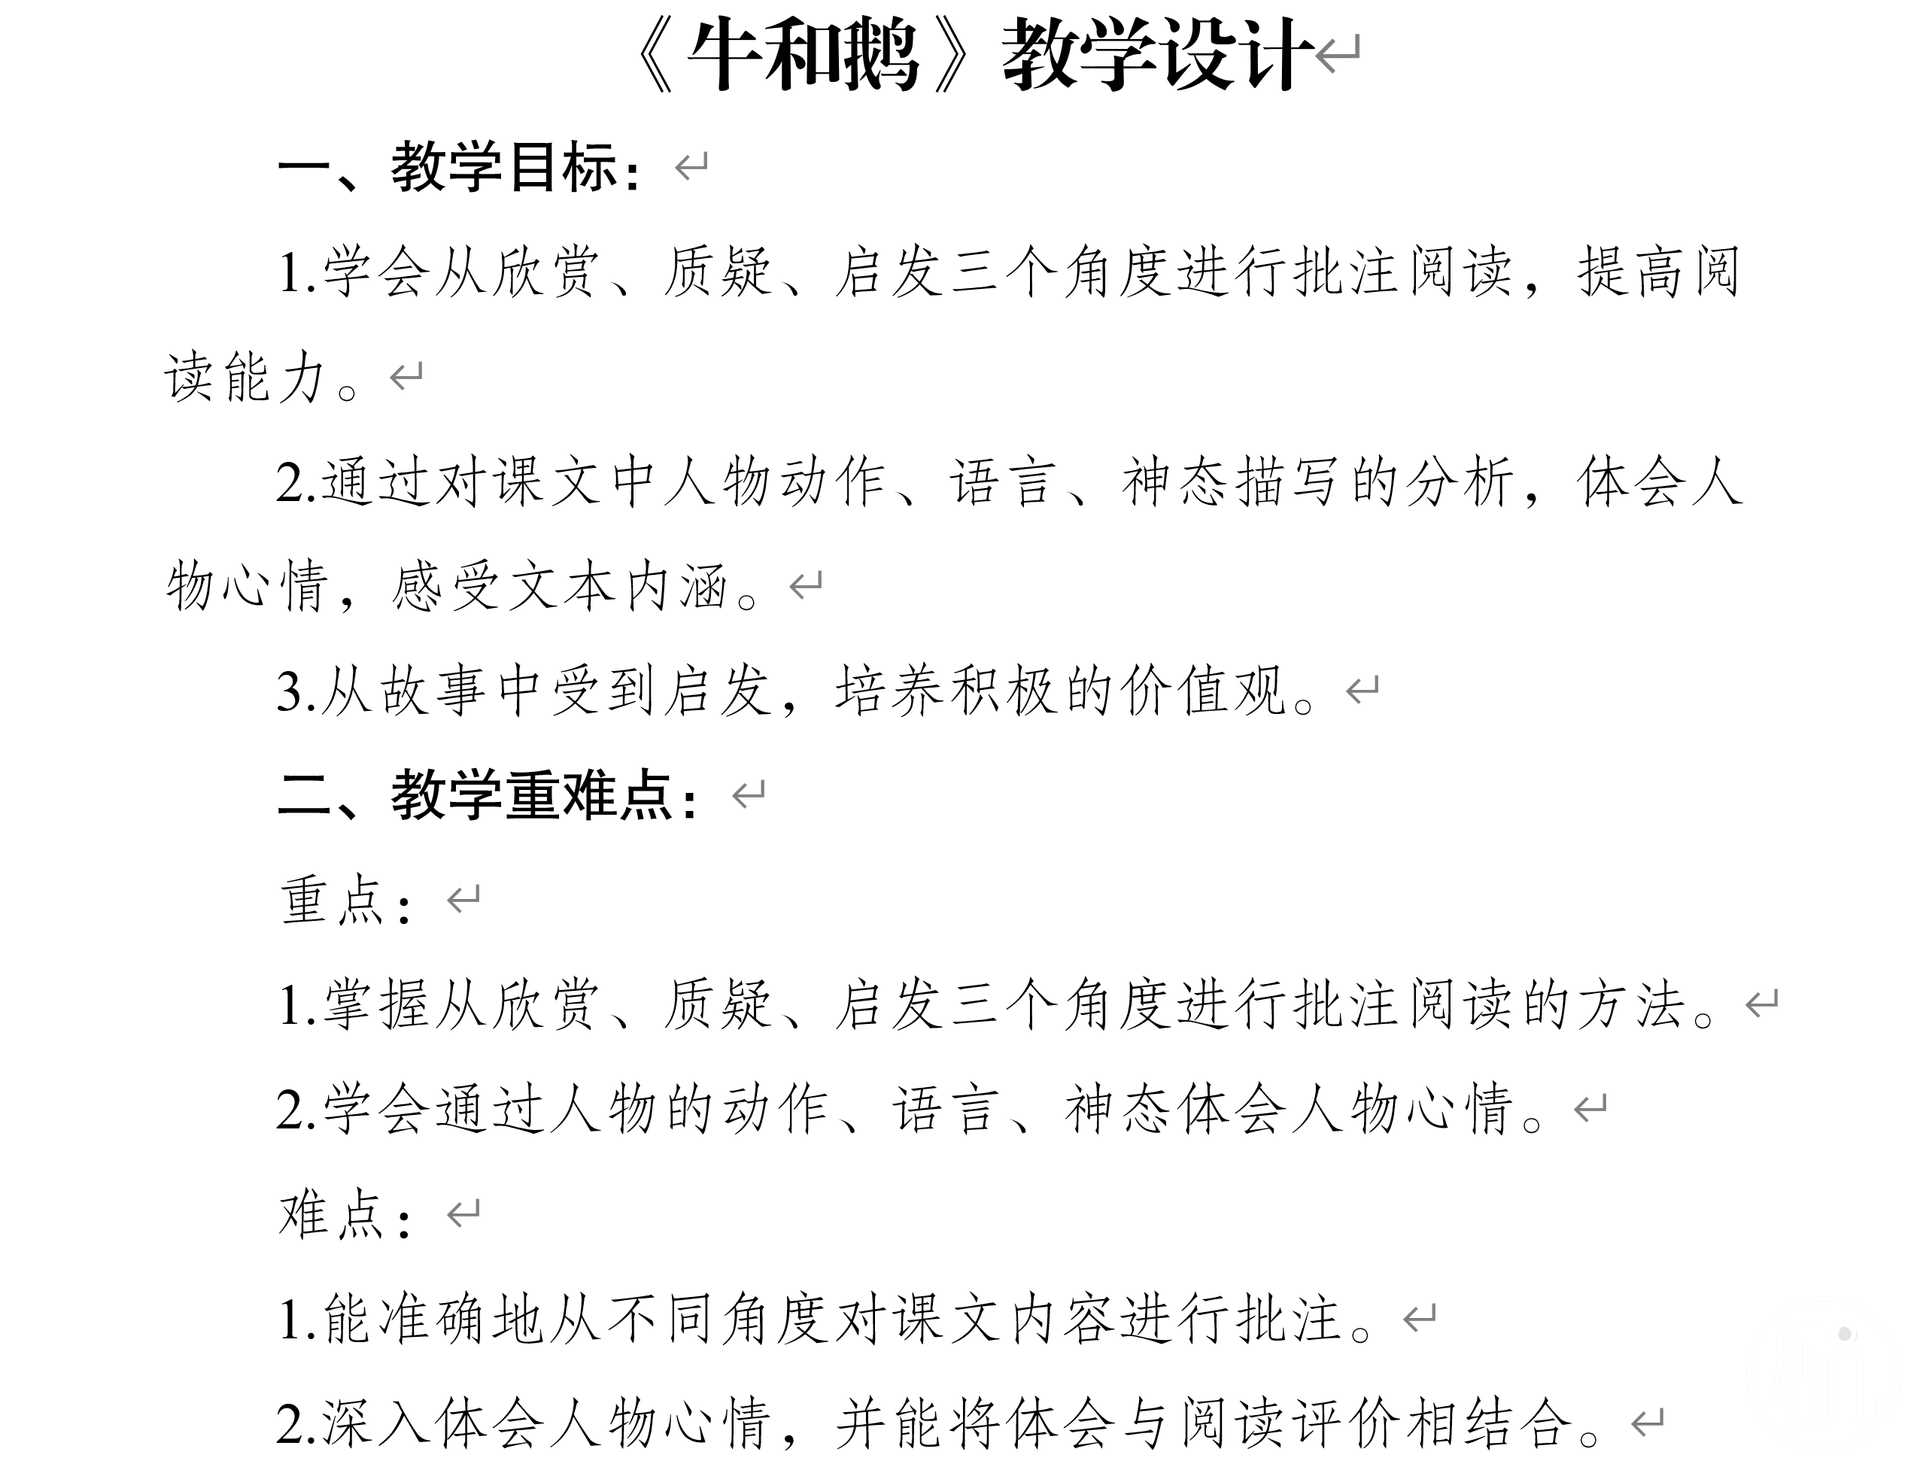 《牛和鹅》教学设计
一、教学目标：
1.学会从欣赏、质疑、启发三个角度进行批注阅读，提高阅
读能力。
2.通过对课文中人物动作、语言、神态描写的分析，体会人
物心情，感受文本内涵。
3.从故事中受到启发，培养积极的价值观。
二、教学重难点：
重点：
1.掌握从欣赏、质疑、启发三个角度进行批注阅读的方法。
2.学会通过人物的动作、语言、神态体会人物心情。
难点：
1.能准确地从不同角度对课文内容进行批注。
2.深入体会人物心情，并能将体会与阅读评价相结合。